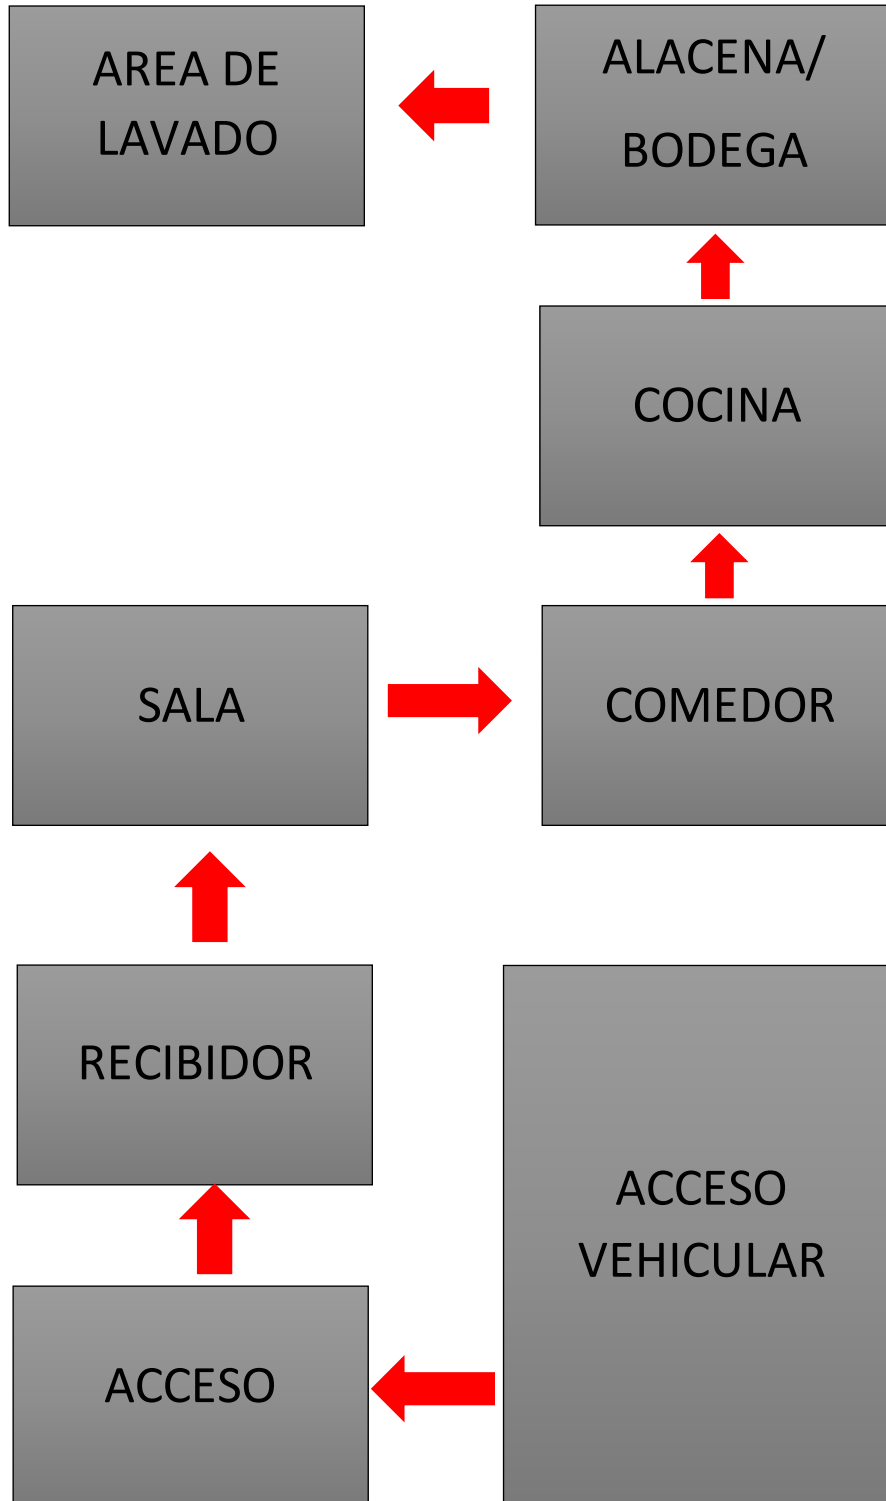 AREA DE
LAVADO
ALACENA/
BODEGA
COCINA
SALA
COMEDOR
RECIBIDOR
ACCESO
VEHICULAR
ACCESO